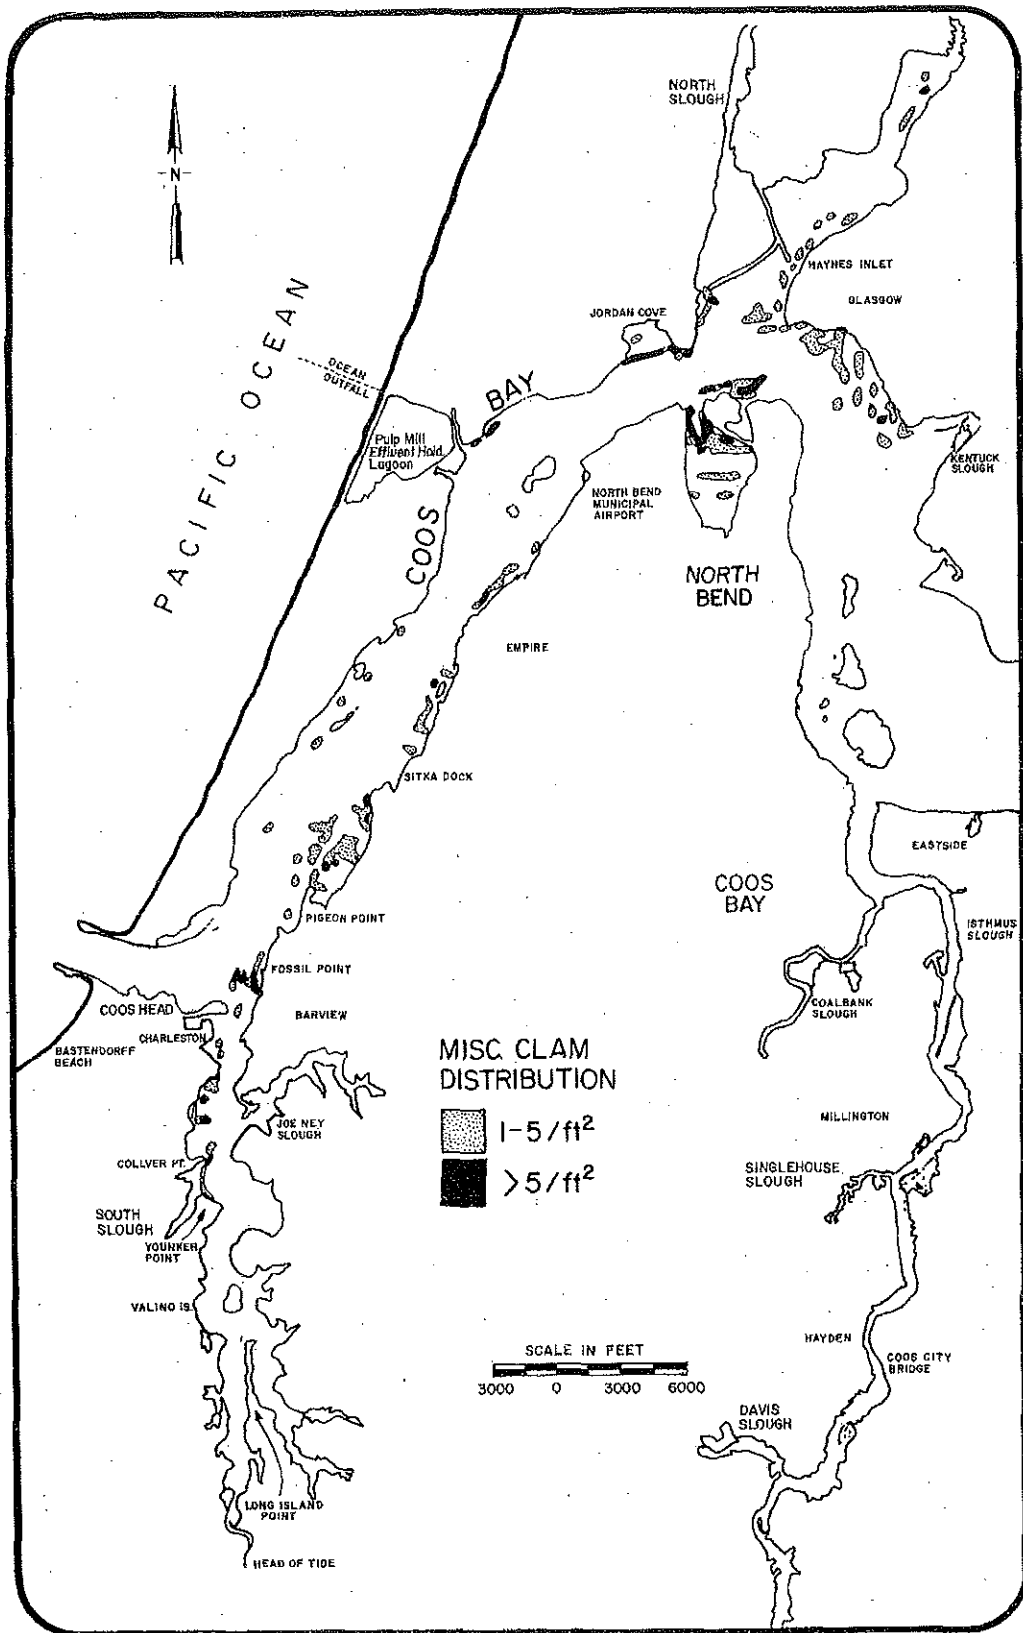 NORTH
SLOUGH
N
HAYNES INLET
GLASGOW
JORDAN COVE
PACIFIC OCEAN
OCEAN
OUTFALL
COOS BAY
Pulp Mill
Effluent Hold.
Lagoon
KENTUCK
SLOUGH
NORTH BEND
MUNICIPAL
AIRPORT
NORTH
BEND
EMPIRE
SITKA DOCK
EASTSIDE
COOS
BAY
PIGEON POINT
ISTHMUS
SLOUGH
FOSSIL POINT
COOS HEAD
BARVIEW
COALBANK
SLOUGH
CHARLESTON
BASTENDORFF
BEACH
MISC. CLAM
DISTRIBUTION
1-5/ft²
>5/ft²
JOE NEY
SLOUGH
MILLINGTON
COLLVER PT.
SINGLEHOUSE
SLOUGH
SOUTH
SLOUGH
YOUNKER
POINT
VALINO IS.
HAYDEN
COOS CITY
BRIDGE
SCALE IN FEET
3000 0 3000 6000
DAVIS
SLOUGH
LONG ISLAND
POINT
HEAD OF TIDE